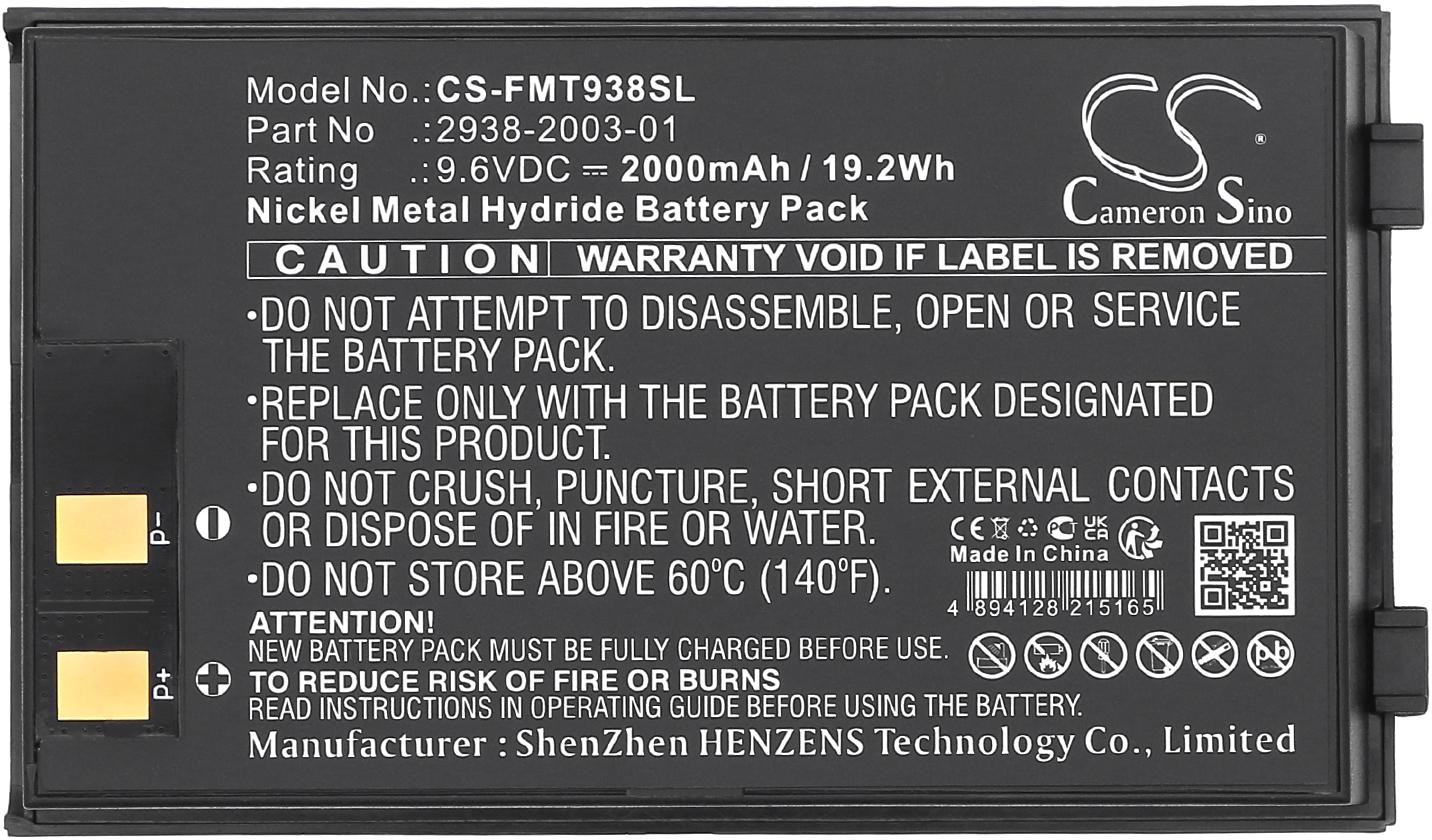 Model No.:CS-FMT938SL
Part No .:2938-2003-01
Rating .:9.6VDC ⎓ 2000mAh / 19.2Wh
Nickel Metal Hydride Battery Pack
CS
®
Cameron Sino
CAUTION WARRANTY VOID IF LABEL IS REMOVED
•DO NOT ATTEMPT TO DISASSEMBLE, OPEN OR SERVICE
THE BATTERY PACK.
•REPLACE ONLY WITH THE BATTERY PACK DESIGNATED
FOR THIS PRODUCT.
•DO NOT CRUSH, PUNCTURE, SHORT EXTERNAL CONTACTS
OR DISPOSE OF IN FIRE OR WATER.
•DO NOT STORE ABOVE 60ºC (140ºF).
CE PCT UK CA
Made In China
4 894128 215165
Pb
P-
P+
ATTENTION!
NEW BATTERY PACK MUST BE FULLY CHARGED BEFORE USE.
TO REDUCE RISK OF FIRE OR BURNS
READ INSTRUCTIONS IN OPERATING GUIDE BEFORE USING THE BATTERY.
Manufacturer : ShenZhen HENZENS Technology Co., Limited